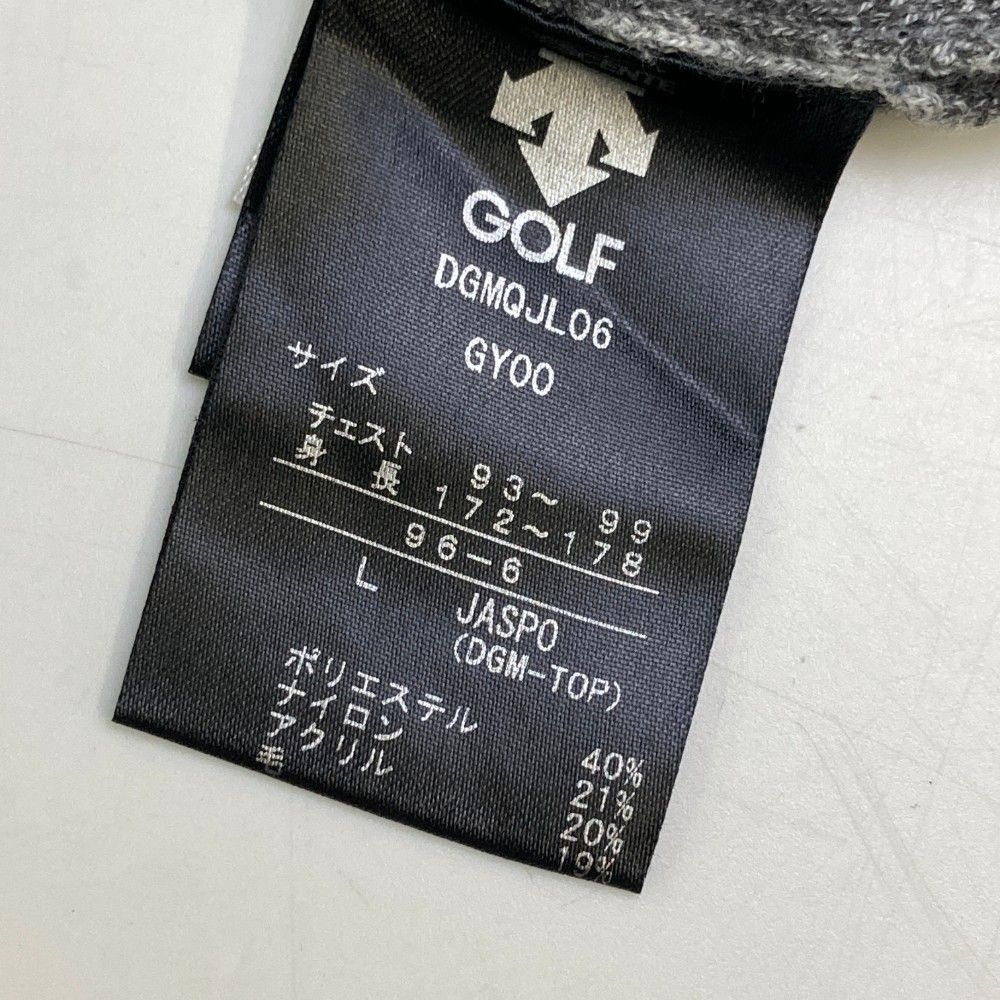 GOLF
DGMQJL06
GY00
サイズ
チェスト 93～ 99
身長 172～178
96-6
L JASPO
(DGM-TOP)
ポリエステル 40%
ナイロン 21%
アクリル 20%
毛 19%